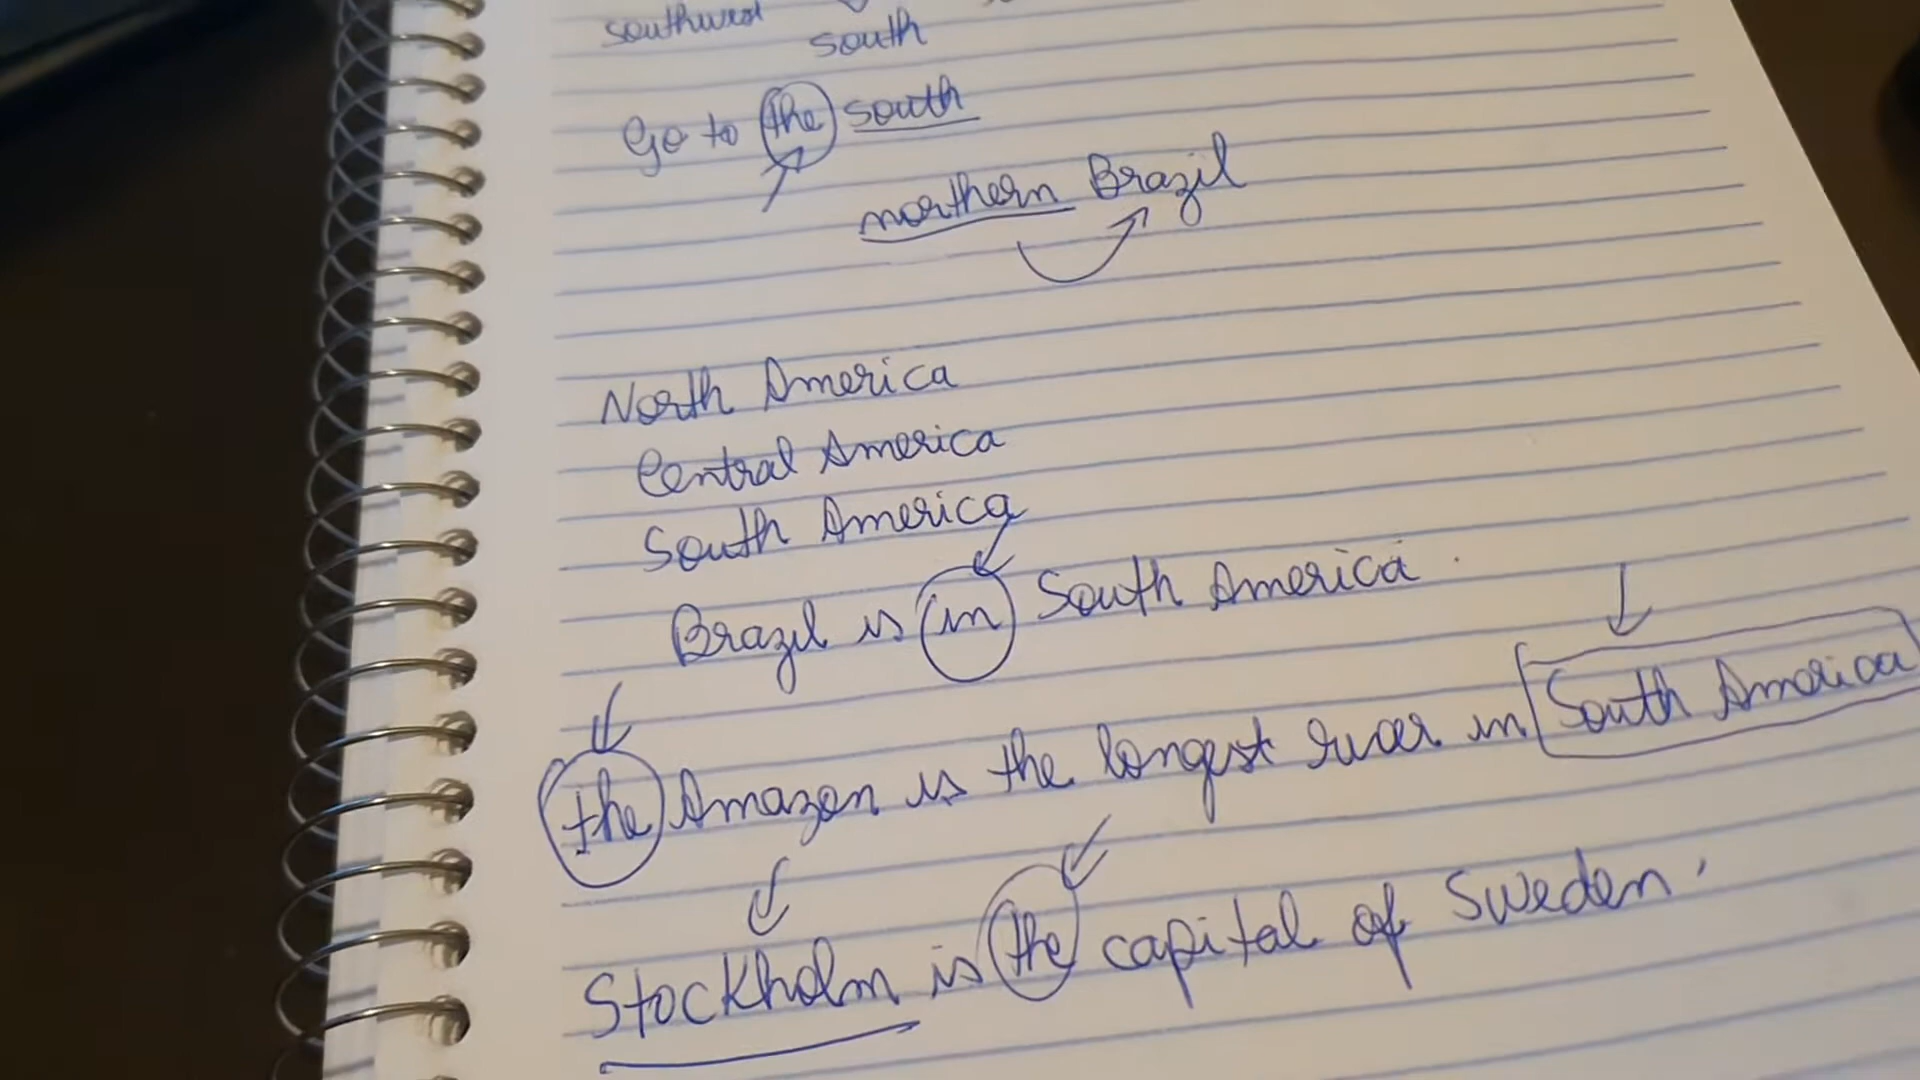 southwest
south
Go to the south
northern Brazil
North America
Central America
South America
Brazil is in South America.
the Amazon is the longest river in South America
Stockholm is the capital of Sweden.